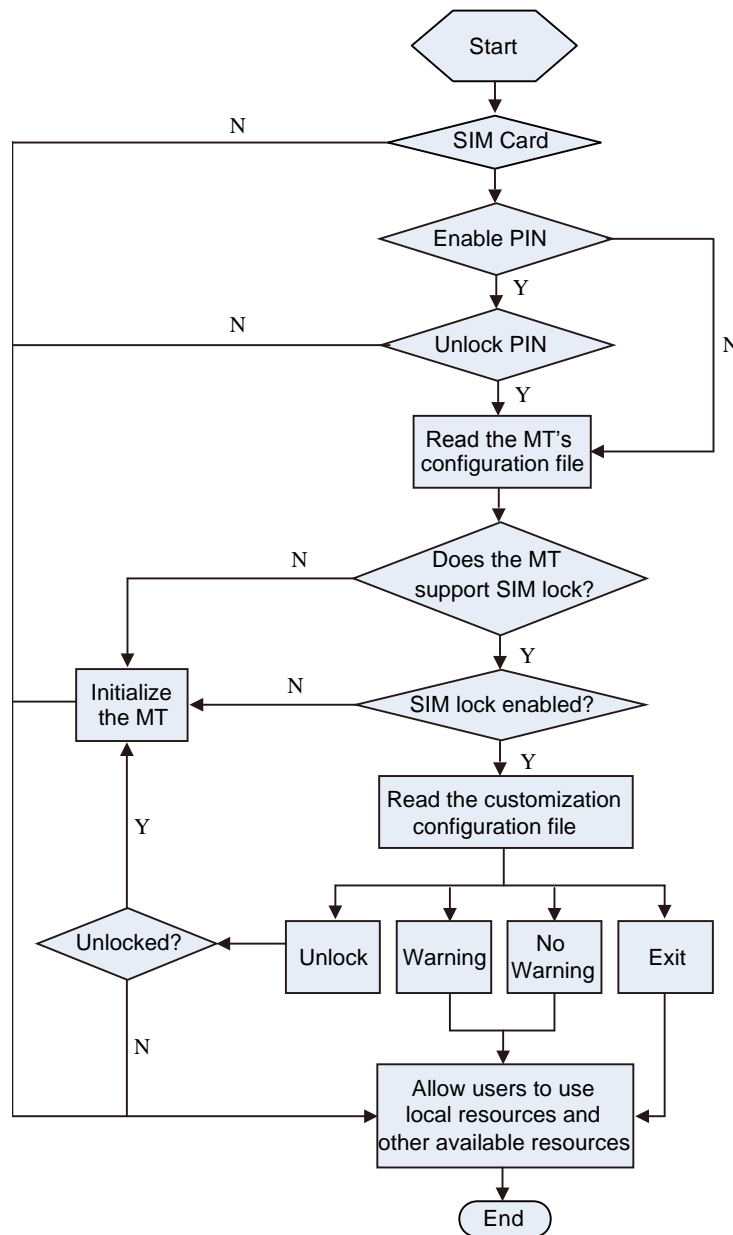 Start
N
SIM Card
Enable PIN
Y
N
Unlock PIN
N
Y
Read the MT's
configuration file
N
Does the MT
support SIM lock?
Y
Initialize
the MT
N
SIM lock enabled?
Y
Read the customization
configuration file
Y
Unlocked?
Unlock
Warning
No
Warning
Exit
N
Allow users to use
local resources and
other available resources
End